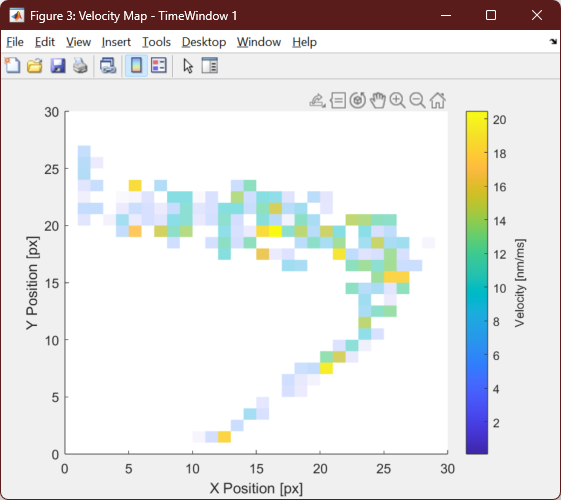 Figure 3: Velocity Map - TimeWindow 1
File Edit View Insert Tools Desktop Window Help
30
25
20
15
10
5
0
Y Position [px]
0 5 10 15 20 25 30
X Position [px]
20
18
16
14
12
10
8
6
4
2
Velocity [nm/ms]